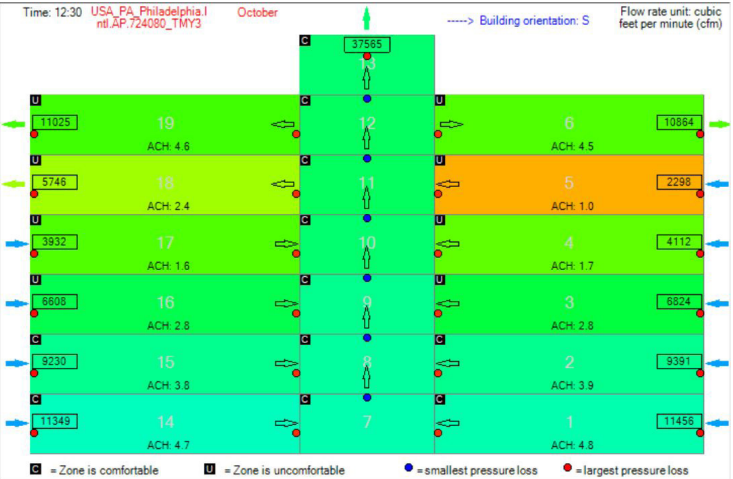 Time: 12:30 USA_PA_Philadelphia.I October -----> Building orientation: S Flow rate unit: cubic
ntl.AP.724080_TMY3 feet per minute (cfm)
C 37565
13
U C U
11025 19 12 6 10864
ACH: 4.6 ACH: 4.5
U C U
5746 18 11 5 2298
ACH: 2.4 ACH: 1.0
U C U
3932 17 10 4 4112
ACH: 1.6 ACH: 1.7
U C U
6608 16 9 3 6824
ACH: 2.8 ACH: 2.8
C C C
9230 15 8 2 9391
ACH: 3.8 ACH: 3.9
C C C
11349 14 7 1 11456
ACH: 4.7 ACH: 4.8
C = Zone is comfortable U = Zone is uncomfortable = smallest pressure loss = largest pressure loss